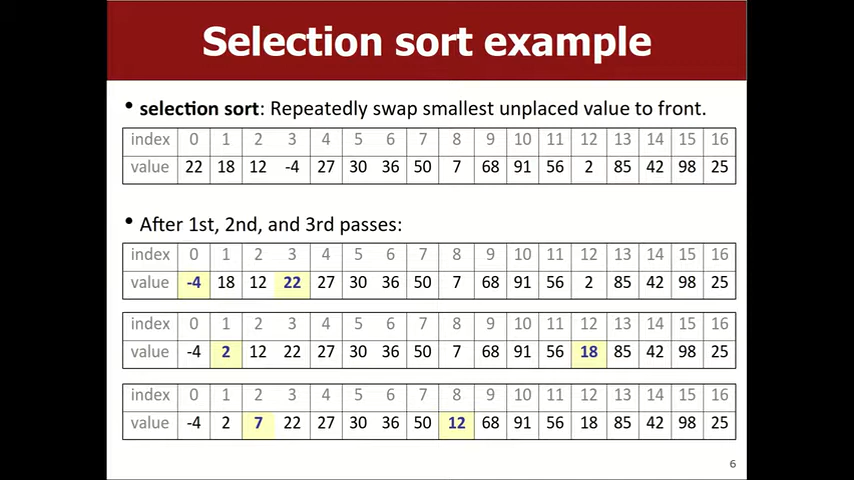 Selection sort example
• selection sort: Repeatedly swap smallest unplaced value to front.
index 0 1 2 3 4 5 6 7 8 9 10 11 12 13 14 15 16
value 22 18 12 -4 27 30 36 50 7 68 91 56 2 85 42 98 25
• After 1st, 2nd, and 3rd passes:
index 0 1 2 3 4 5 6 7 8 9 10 11 12 13 14 15 16
value -4 18 12 22 27 30 36 50 7 68 91 56 2 85 42 98 25
index 0 1 2 3 4 5 6 7 8 9 10 11 12 13 14 15 16
value -4 2 12 22 27 30 36 50 7 68 91 56 18 85 42 98 25
index 0 1 2 3 4 5 6 7 8 9 10 11 12 13 14 15 16
value -4 2 7 22 27 30 36 50 12 68 91 56 18 85 42 98 25
6